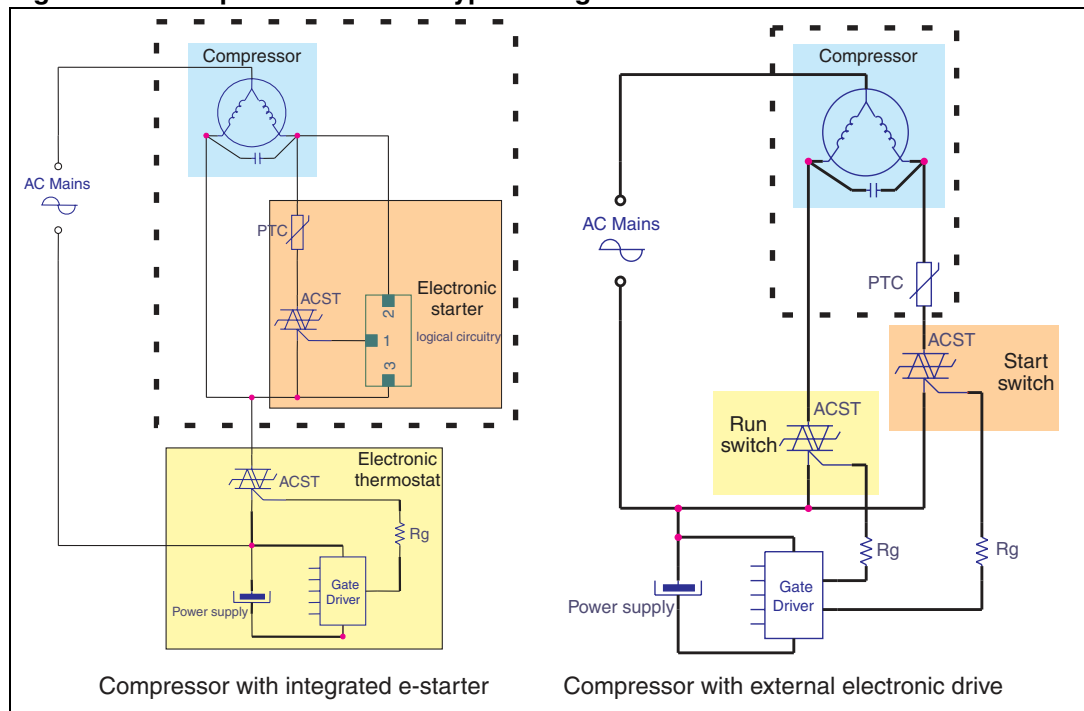 Compressor
AC Mains
PTC
ACST
2
1
3
Electronic
starter
logical circuitry
Electronic
thermostat
ACST
Rg
Gate
Driver
Power supply
Compressor with integrated e-starter
Compressor
AC Mains
PTC
ACST
Start
switch
ACST
Run
switch
Rg
Rg
Gate
Driver
Power supply
Compressor with external electronic drive